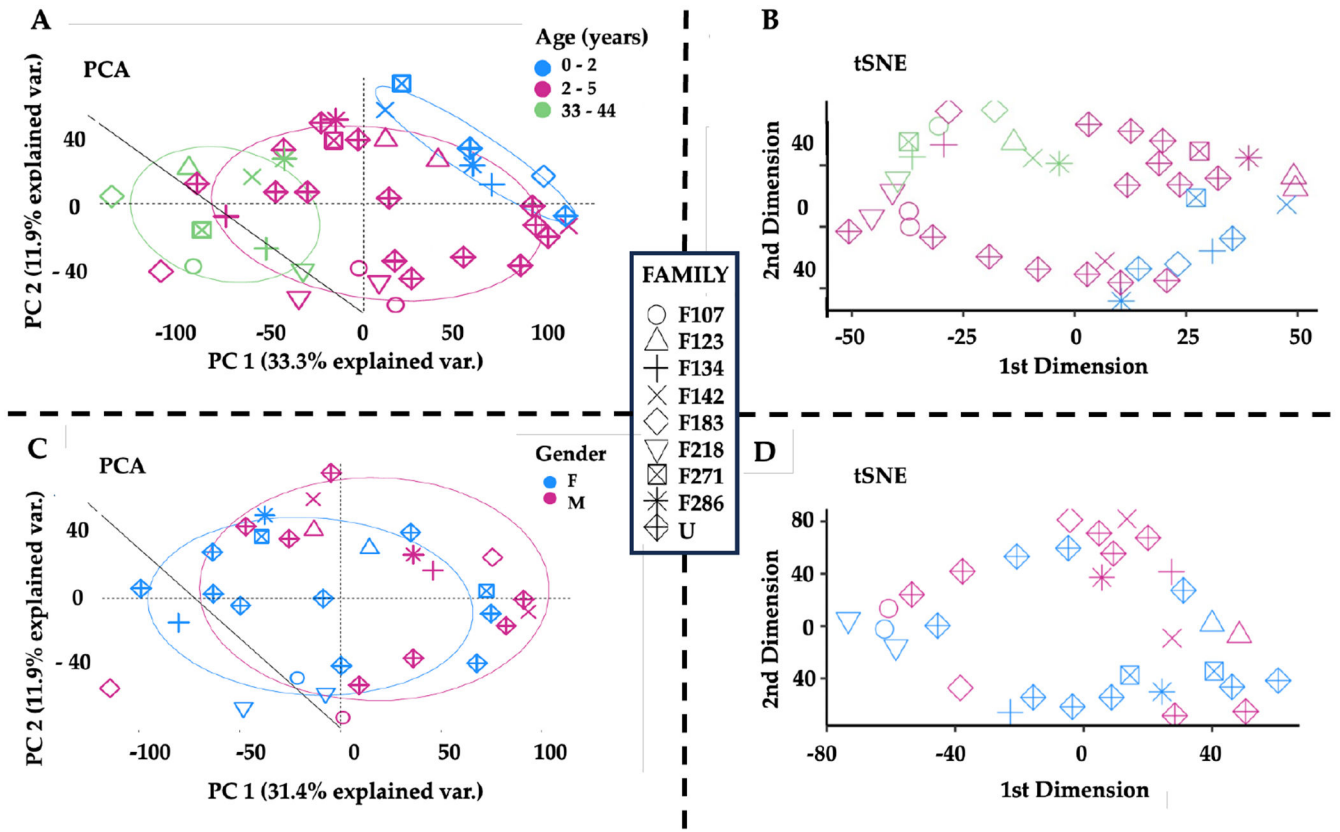 A
PCA
Age (years)
0 - 2
2 - 5
33 - 44
PC 2 (11.9% explained var.)
40
0
- 40
-100
-50
0
50
100
PC 1 (33.3% explained var.)
B
tSNE
2nd Dimension
40
0
40
-50
-25
0
25
50
1st Dimension
FAMILY
F107
F123
F134
F142
F183
F218
F271
F286
U
C
PCA
Gender
F
M
PC 2 (11.9% explained var.)
40
0
- 40
-100
-50
0
50
100
PC 1 (31.4% explained var.)
D
tSNE
2nd Dimension
80
40
0
40
-80
-40
0
40
1st Dimension